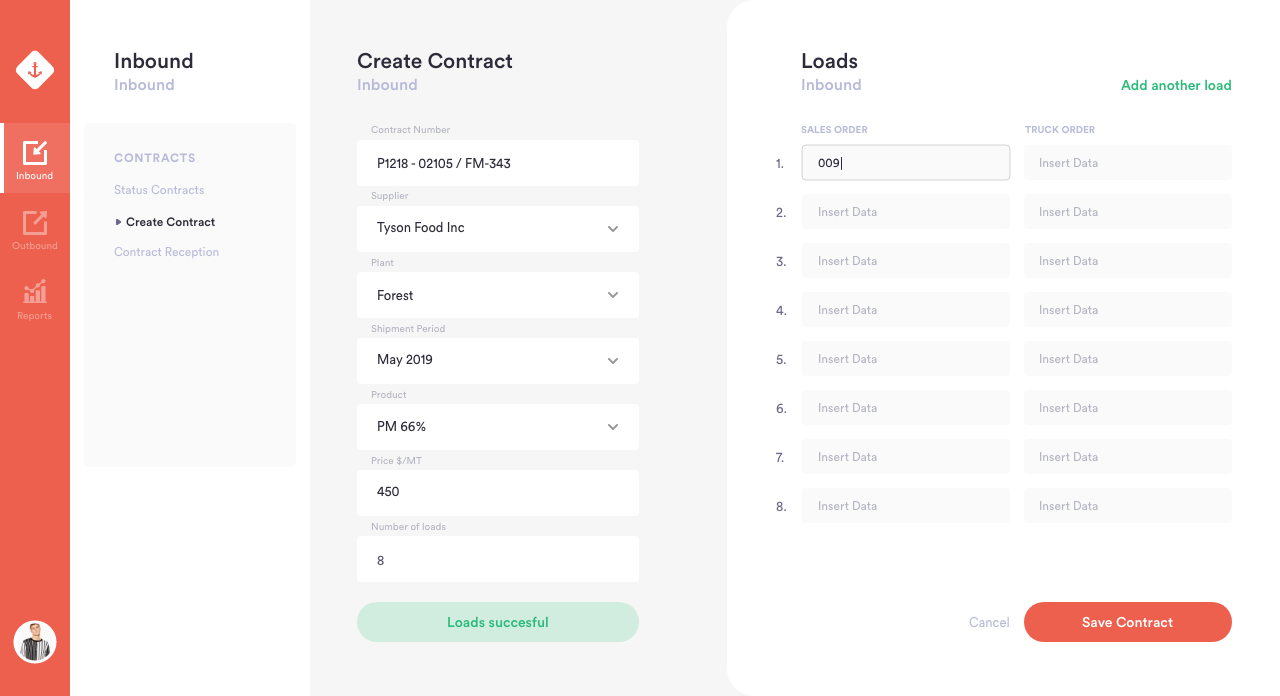 Inbound
Outbound
Reports
Inbound
Inbound
CONTRACTS
Status Contracts
Create Contract
Contract Reception
Create Contract
Inbound
Contract Number
P1218 - 02105 / FM-343
Supplier
Tyson Food Inc
Plant
Forest
Shipment Period
May 2019
Product
PM 66%
Price $/MT
450
Number of loads
8
Loads succesful
Loads
Inbound
Add another load
SALES ORDER TRUCK ORDER
1. 009 Insert Data
2. Insert Data Insert Data
3. Insert Data Insert Data
4. Insert Data Insert Data
5. Insert Data Insert Data
6. Insert Data Insert Data
7. Insert Data Insert Data
8. Insert Data Insert Data
Cancel Save Contract